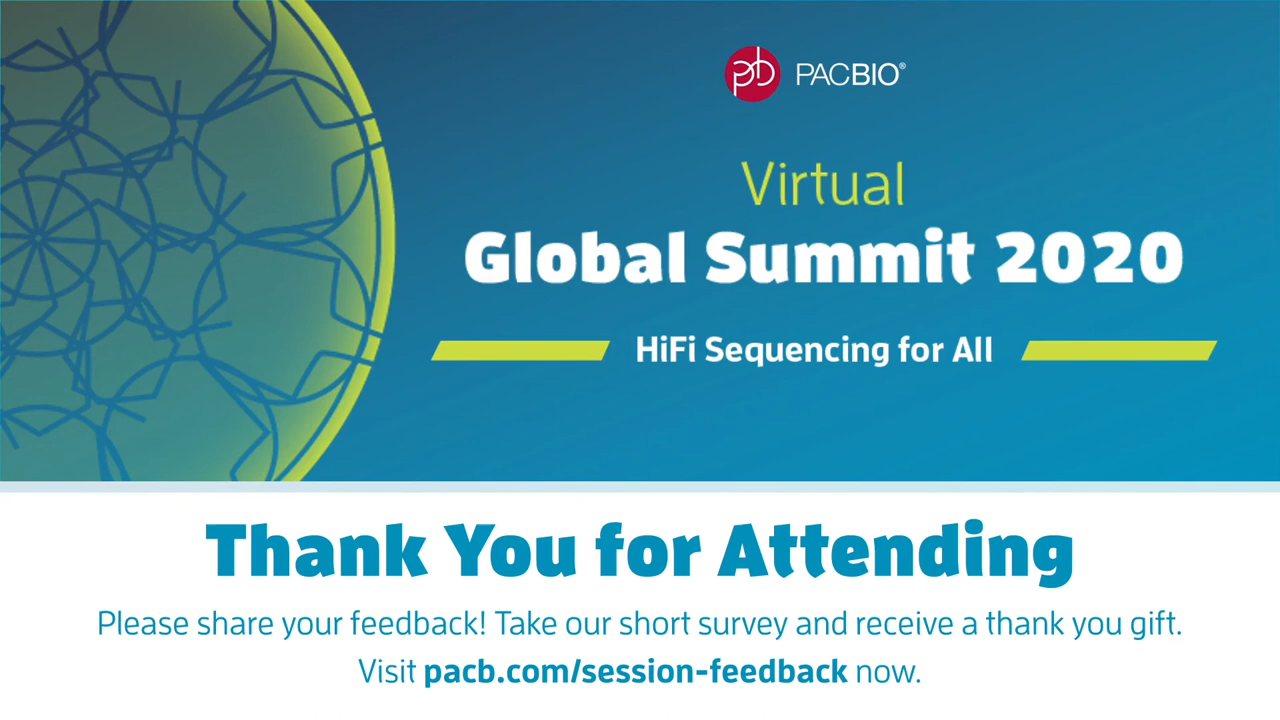 pb PACBIO®
Virtual
Global Summit 2020
HiFi Sequencing for All
Thank You for Attending
Please share your feedback! Take our short survey and receive a thank you gift.
Visit pacb.com/session-feedback now.